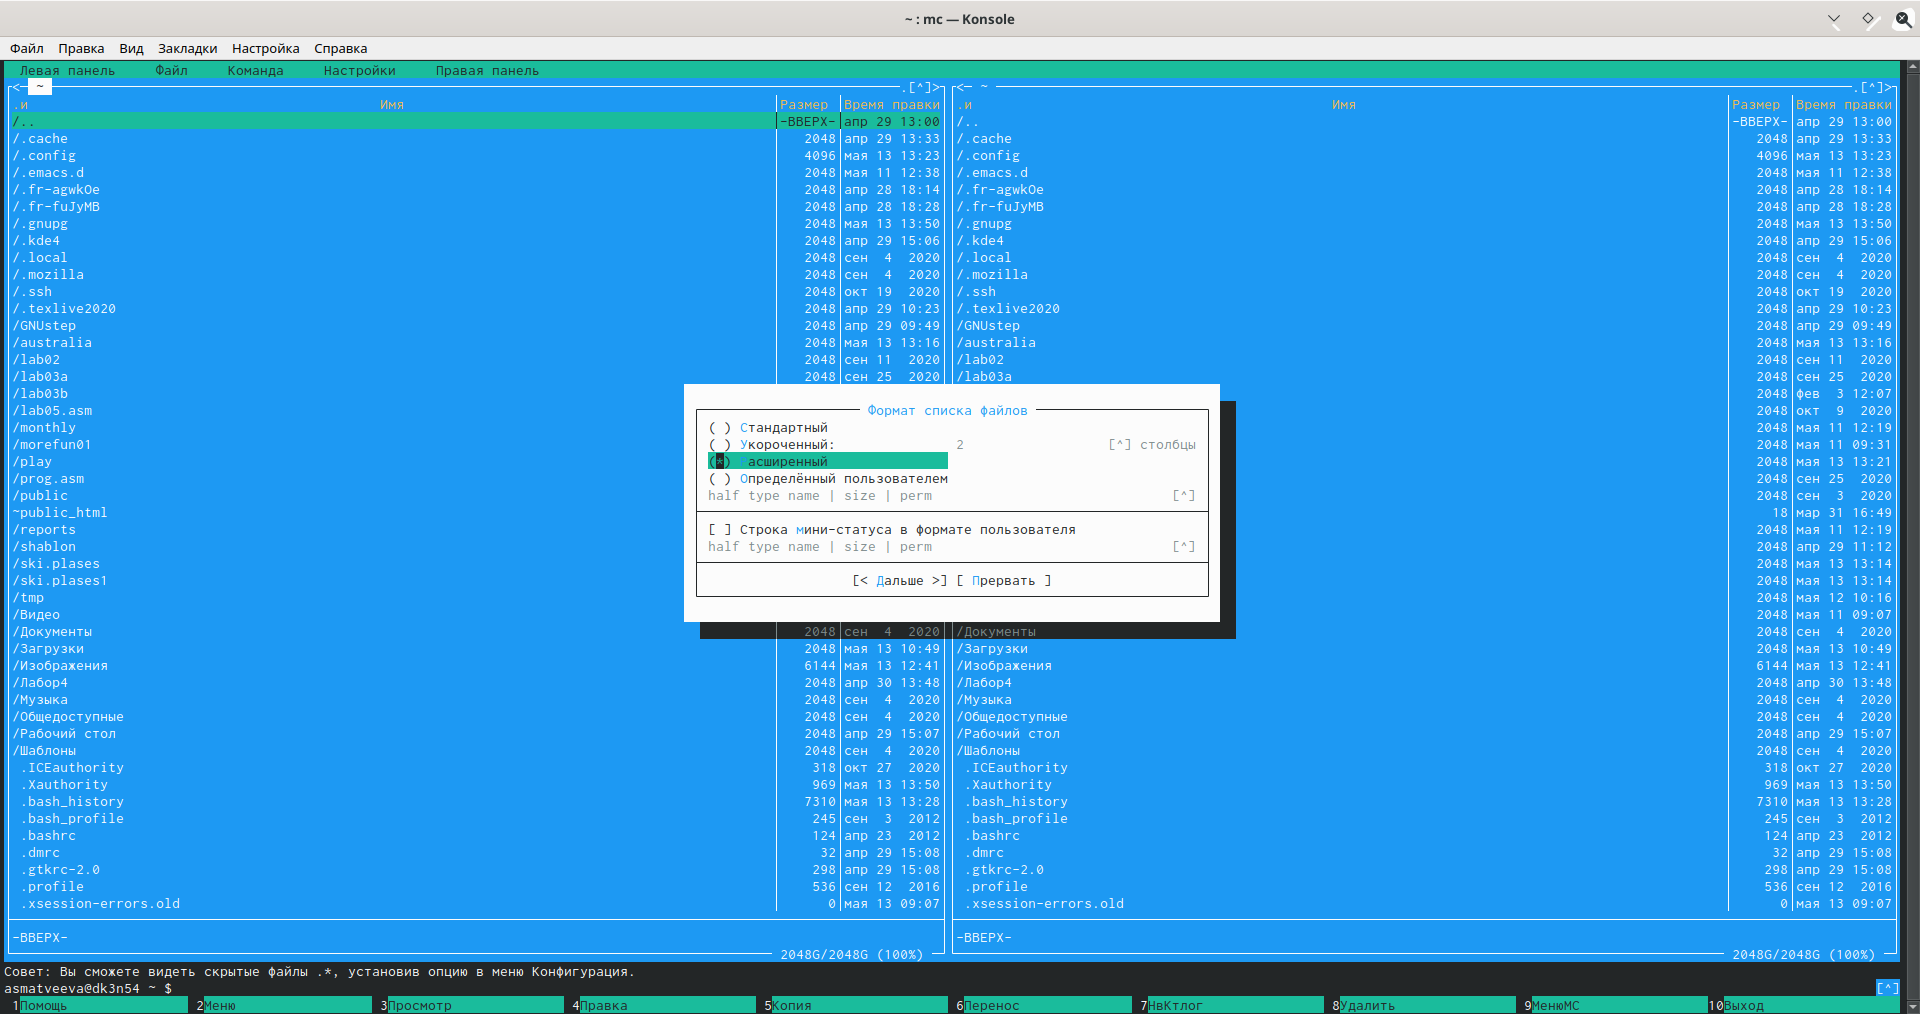 ~ : mc — Konsole
Файл Правка Вид Закладки Настройка Справка
Левая панель Файл Команда Настройки Правая панель
<─ ~ .[^]> <─ ~ .[^]>
.и Имя Размер Время правки .и Имя Размер Время правки
/.. -ВВЕРХ- апр 29 13:00 /.. -ВВЕРХ- апр 29 13:00
/.cache 2048 апр 29 13:33 /.cache 2048 апр 29 13:33
/.config 4096 мая 13 13:23 /.config 4096 мая 13 13:23
/.emacs.d 2048 мая 11 12:38 /.emacs.d 2048 мая 11 12:38
/.fr-agwkOe 2048 апр 28 18:14 /.fr-agwkOe 2048 апр 28 18:14
/.fr-fuJyMB 2048 апр 28 18:28 /.fr-fuJyMB 2048 апр 28 18:28
/.gnupg 2048 мая 13 13:50 /.gnupg 2048 мая 13 13:50
/.kde4 2048 апр 29 15:06 /.kde4 2048 апр 29 15:06
/.local 2048 сен 4 2020 /.local 2048 сен 4 2020
/.mozilla 2048 сен 4 2020 /.mozilla 2048 сен 4 2020
/.ssh 2048 окт 19 2020 /.ssh 2048 окт 19 2020
/.texlive2020 2048 апр 29 10:23 /.texlive2020 2048 апр 29 10:23
/GNUstep 2048 апр 29 09:49 /GNUstep 2048 апр 29 09:49
/australia 2048 мая 13 13:16 /australia 2048 мая 13 13:16
/lab02 2048 сен 11 2020 /lab02 2048 сен 11 2020
/lab03a 2048 сен 25 2020 /lab03a 2048 сен 25 2020
/lab03b 2048 фев 3 12:07
/lab05.asm Формат списка файлов 2048 окт 9 2020
/monthly ( ) Стандартный 2048 мая 11 12:19
/morefun01 ( ) Укороченный: 2 [^] столбцы 2048 мая 11 09:31
/play (*) асширенный 2048 мая 13 13:21
/prog.asm ( ) Определённый пользователем 2048 сен 25 2020
/public half type name | size | perm [^] 2048 сен 3 2020
~public_html 18 мар 31 16:49
/reports [ ] Строка мини-статуса в формате пользователя 2048 мая 11 12:19
/shablon half type name | size | perm [^] 2048 апр 29 11:12
/ski.plases 2048 мая 13 13:14
/ski.plases1 [< Дальше >] [ Прервать ] 2048 мая 13 13:14
/tmp 2048 мая 12 10:16
/Видео 2048 мая 11 09:07
/Документы 2048 сен 4 2020 /Документы 2048 сен 4 2020
/Загрузки 2048 мая 13 10:49 /Загрузки 2048 мая 13 10:49
/Изображения 6144 мая 13 12:41 /Изображения 6144 мая 13 12:41
/Лабор4 2048 апр 30 13:48 /Лабор4 2048 апр 30 13:48
/Музыка 2048 сен 4 2020 /Музыка 2048 сен 4 2020
/Общедоступные 2048 сен 4 2020 /Общедоступные 2048 сен 4 2020
/Рабочий стол 2048 апр 29 15:07 /Рабочий стол 2048 апр 29 15:07
/Шаблоны 2048 сен 4 2020 /Шаблоны 2048 сен 4 2020
.ICEauthority 318 окт 27 2020 .ICEauthority 318 окт 27 2020
.Xauthority 969 мая 13 13:50 .Xauthority 969 мая 13 13:50
.bash_history 7310 мая 13 13:28 .bash_history 7310 мая 13 13:28
.bash_profile 245 сен 3 2012 .bash_profile 245 сен 3 2012
.bashrc 124 апр 23 2012 .bashrc 124 апр 23 2012
.dmrc 32 апр 29 15:08 .dmrc 32 апр 29 15:08
.gtkrc-2.0 298 апр 29 15:08 .gtkrc-2.0 298 апр 29 15:08
.profile 536 сен 12 2016 .profile 536 сен 12 2016
.xsession-errors.old 0 мая 13 09:07 .xsession-errors.old 0 мая 13 09:07
-ВВЕРХ- -ВВЕРХ-
2048G/2048G (100%) 2048G/2048G (100%)
Совет: Вы сможете видеть скрытые файлы .*, установив опцию в меню Конфигурация.
asmatveeva@dk3n54 ~ $ [^]
1Помощь 2Меню 3Просмотр 4Правка 5Копия 6Перенос 7НвКтлог 8Удалить 9МенюМС 10Выход